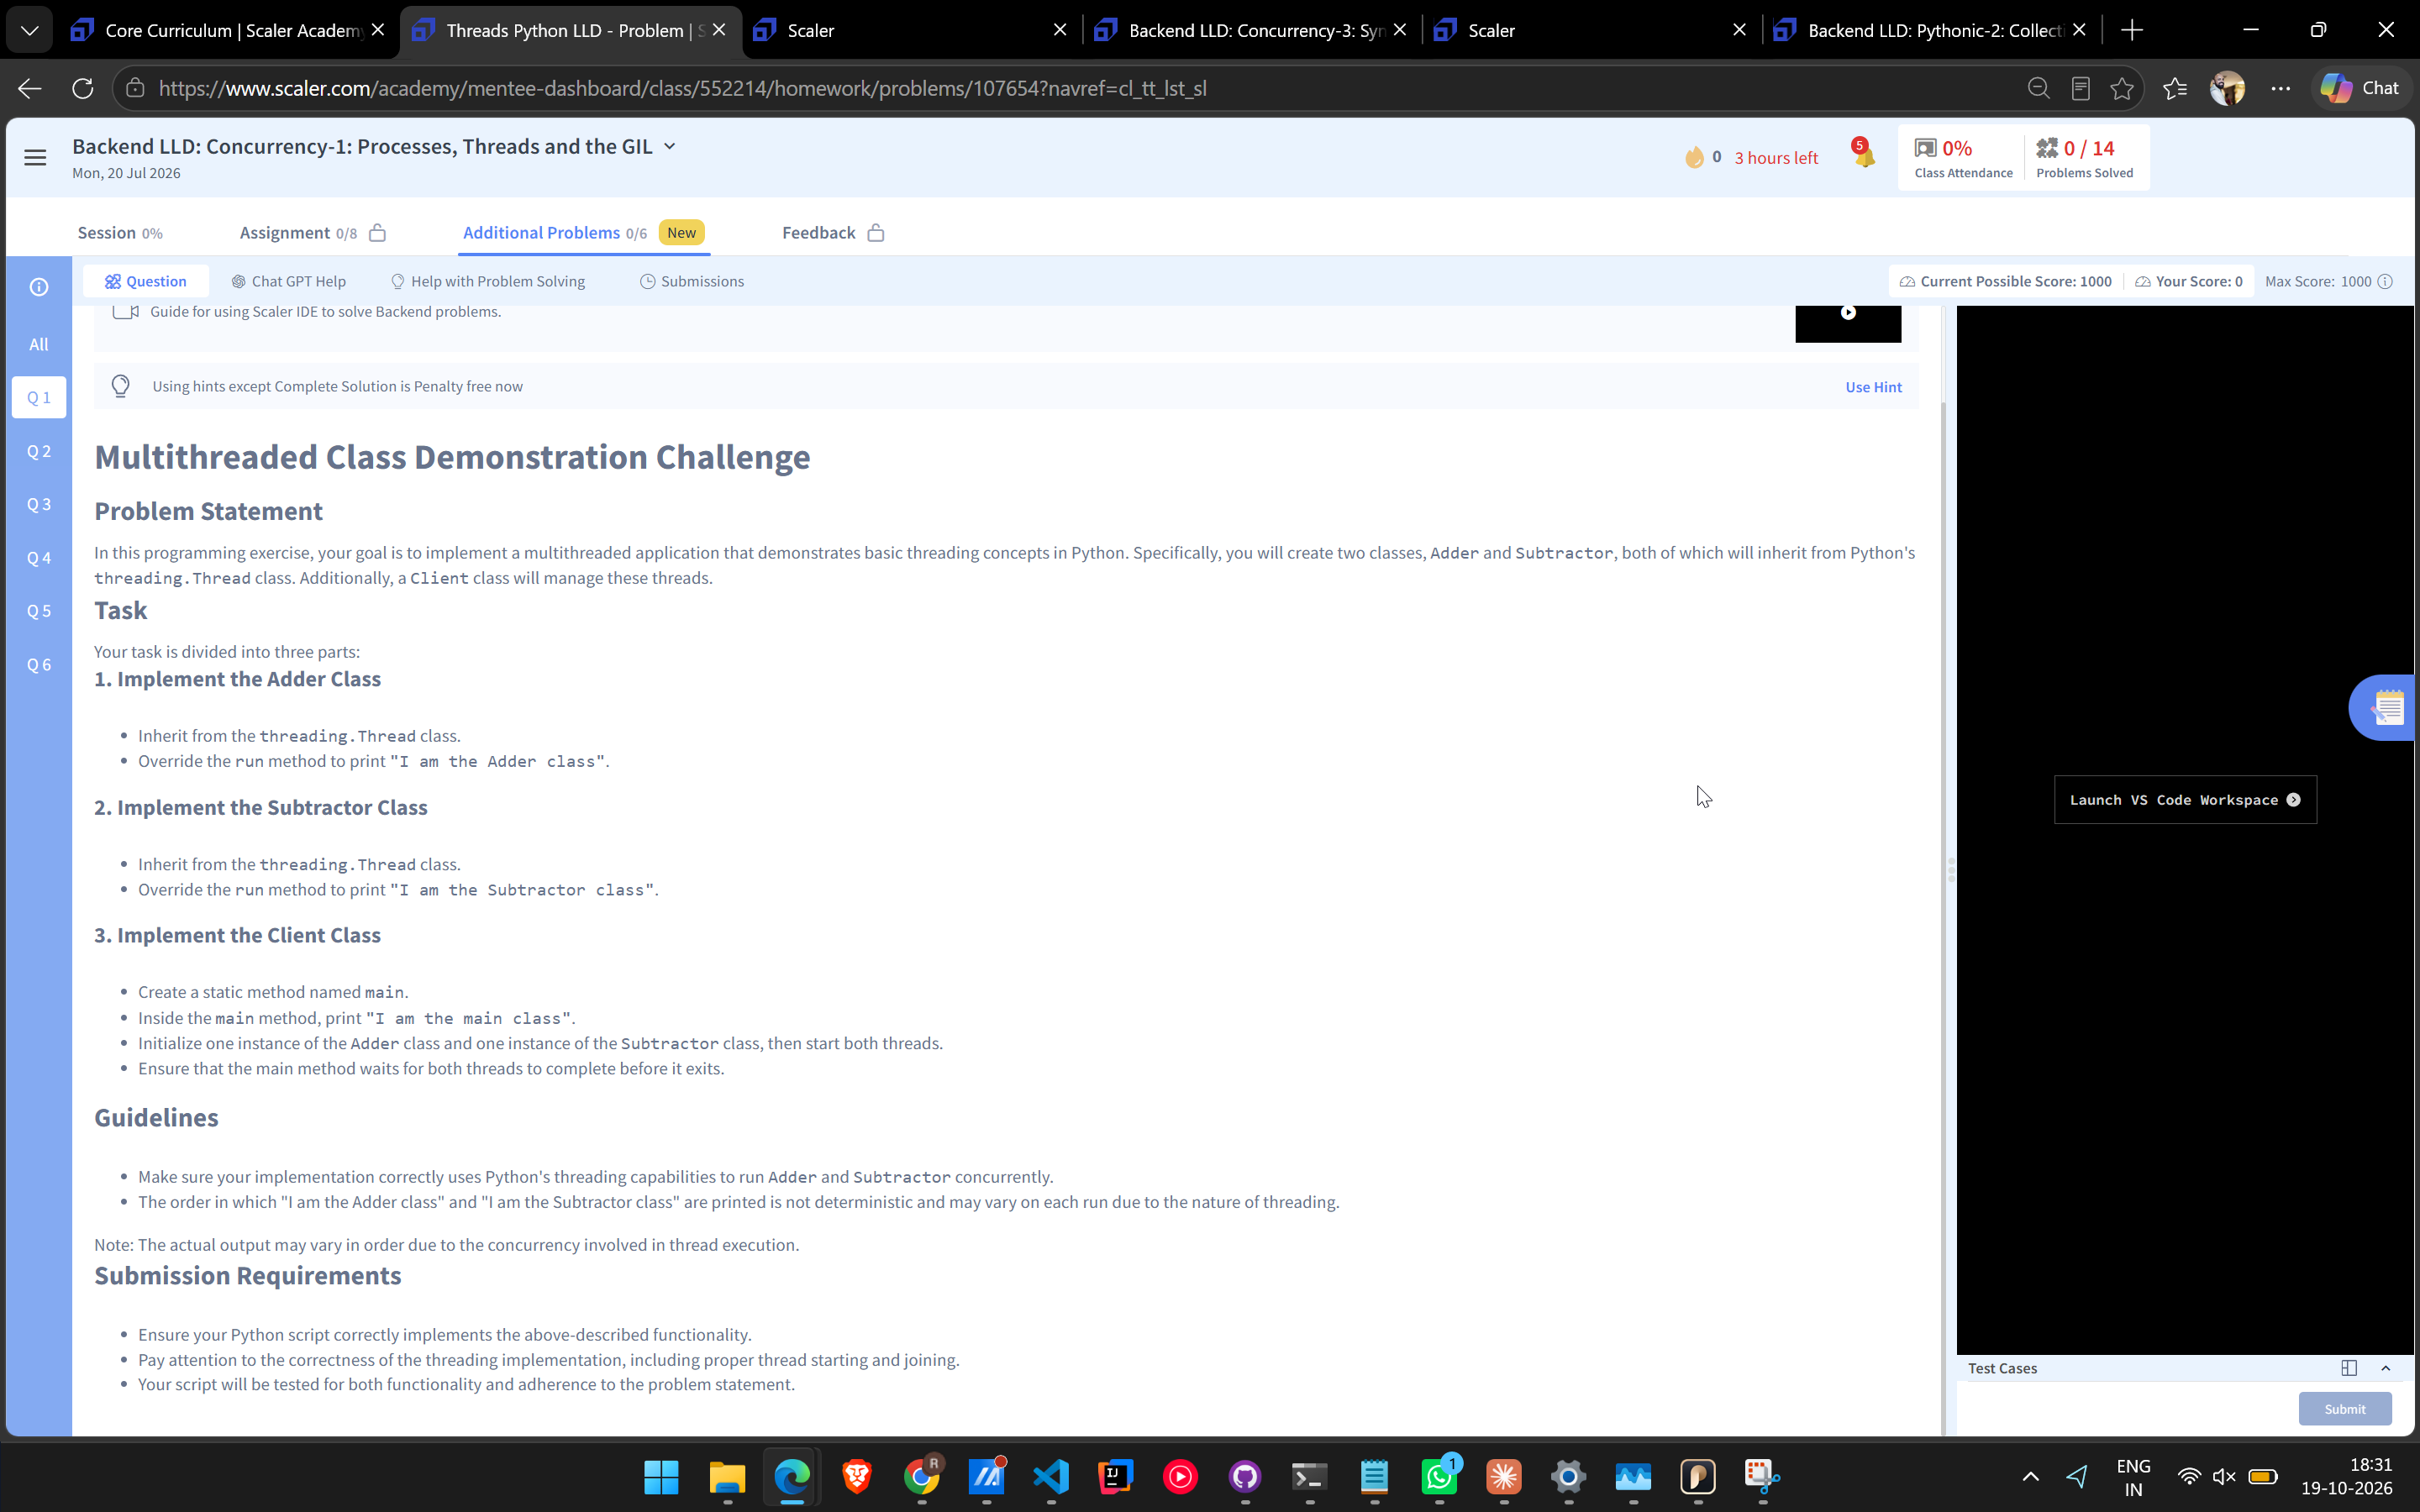 Core Curriculum | Scaler Academy
Threads Python LLD - Problem | S
Scaler
Backend LLD: Concurrency-3: Syn
Scaler
Backend LLD: Pythonic-2: Collecti
https://www.scaler.com/academy/mentee-dashboard/class/552214/homework/problems/107654?navref=cl_tt_lst_sl
Chat
Backend LLD: Concurrency-1: Processes, Threads and the GIL
Mon, 20 Jul 2026
0 3 hours left
5
0%
Class Attendance
0 / 14
Problems Solved
Session 0%
Assignment 0/8
Additional Problems 0/6 New
Feedback
Question
Chat GPT Help
Help with Problem Solving
Submissions
Current Possible Score: 1000
Your Score: 0
Max Score: 1000
All
Q 1
Q 2
Q 3
Q 4
Q 5
Q 6
Guide for using Scaler IDE to solve Backend problems.
Using hints except Complete Solution is Penalty free now
Use Hint
Multithreaded Class Demonstration Challenge
Problem Statement
In this programming exercise, your goal is to implement a multithreaded application that demonstrates basic threading concepts in Python. Specifically, you will create two classes, Adder and Subtractor, both of which will inherit from Python's
threading.Thread class. Additionally, a Client class will manage these threads.
Task
Your task is divided into three parts:
1. Implement the Adder Class
• Inherit from the threading.Thread class.
• Override the run method to print "I am the Adder class".
2. Implement the Subtractor Class
• Inherit from the threading.Thread class.
• Override the run method to print "I am the Subtractor class".
3. Implement the Client Class
• Create a static method named main.
• Inside the main method, print "I am the main class".
• Initialize one instance of the Adder class and one instance of the Subtractor class, then start both threads.
• Ensure that the main method waits for both threads to complete before it exits.
Guidelines
• Make sure your implementation correctly uses Python's threading capabilities to run Adder and Subtractor concurrently.
• The order in which "I am the Adder class" and "I am the Subtractor class" are printed is not deterministic and may vary on each run due to the nature of threading.
Note: The actual output may vary in order due to the concurrency involved in thread execution.
Submission Requirements
• Ensure your Python script correctly implements the above-described functionality.
• Pay attention to the correctness of the threading implementation, including proper thread starting and joining.
• Your script will be tested for both functionality and adherence to the problem statement.
Launch VS Code Workspace
Test Cases
Submit
R
IJ
1
ENG
IN
18:31
19-10-2026